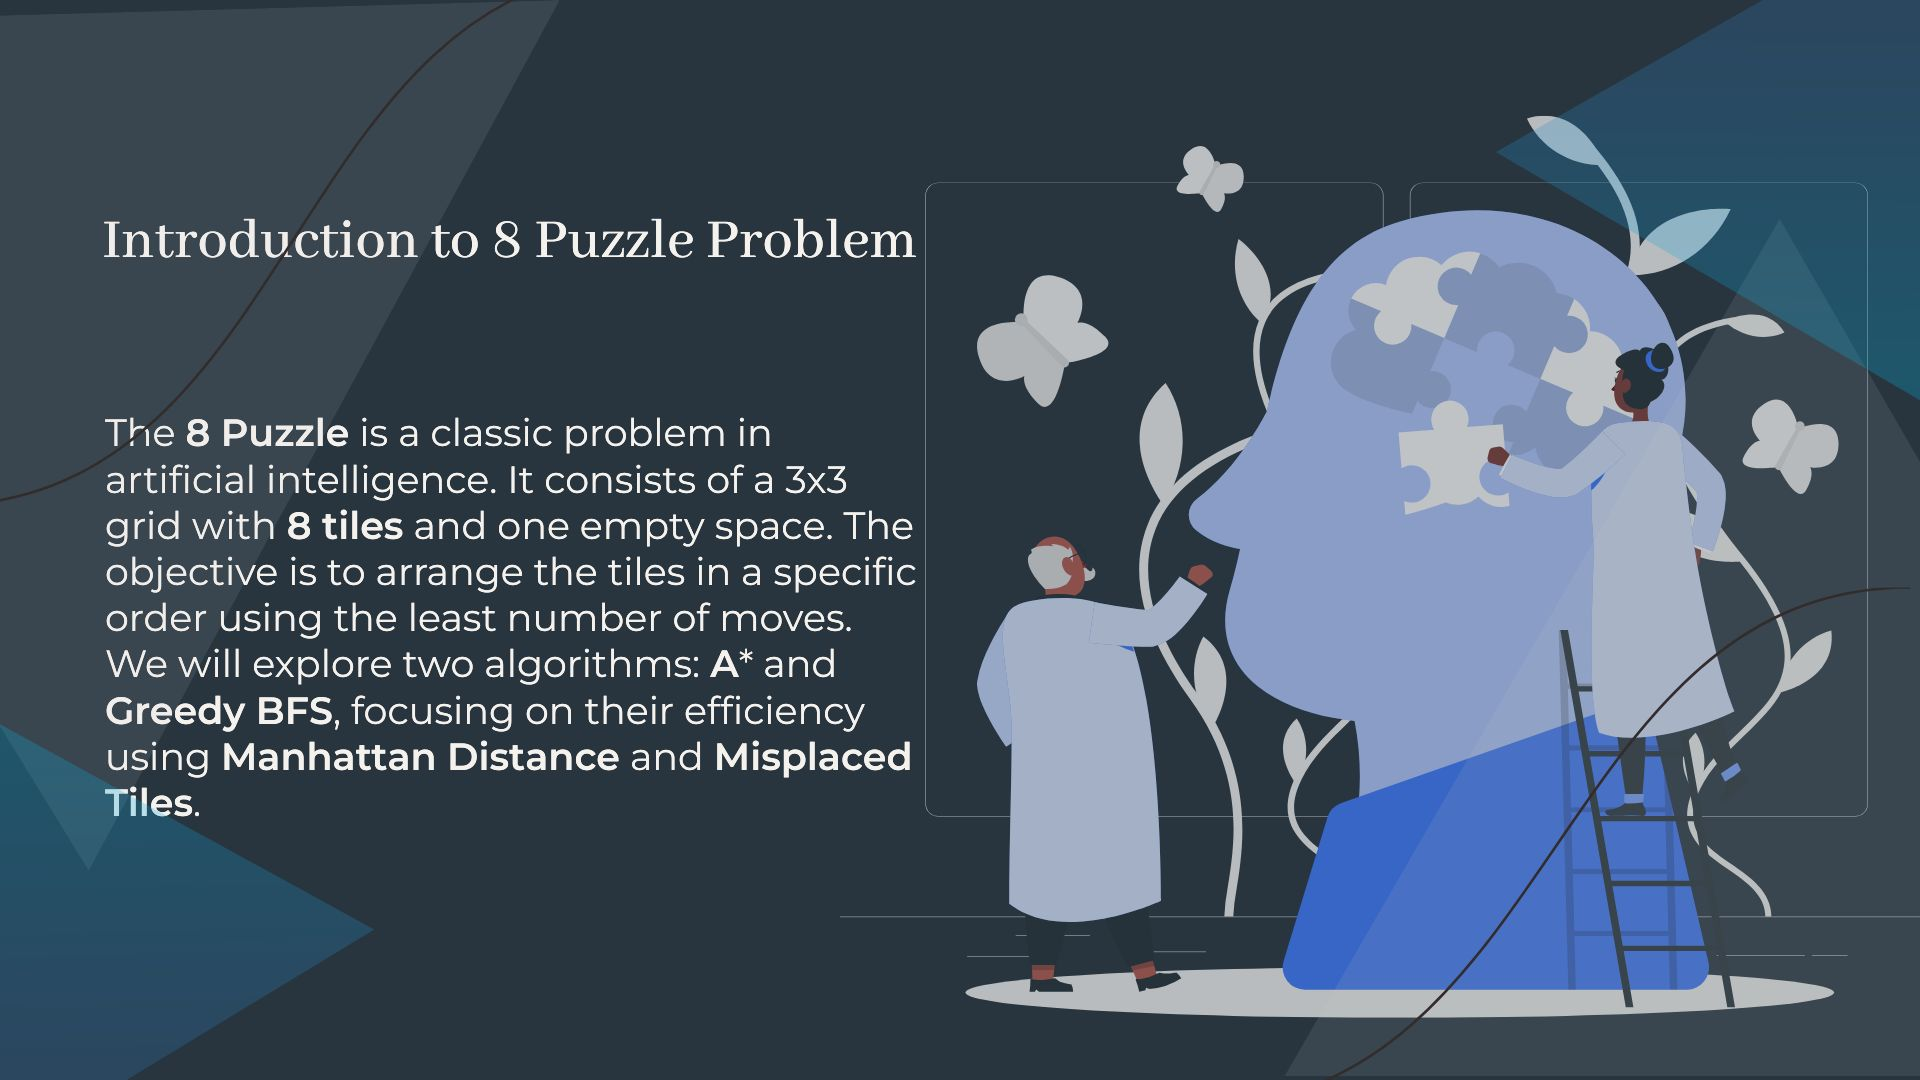 Introduction to 8 Puzzle Problem
The 8 Puzzle is a classic problem in
artificial intelligence. It consists of a 3x3
grid with 8 tiles and one empty space. The
objective is to arrange the tiles in a specific
order using the least number of moves.
We will explore two algorithms: A* and
Greedy BFS, focusing on their efficiency
using Manhattan Distance and Misplaced
Tiles.